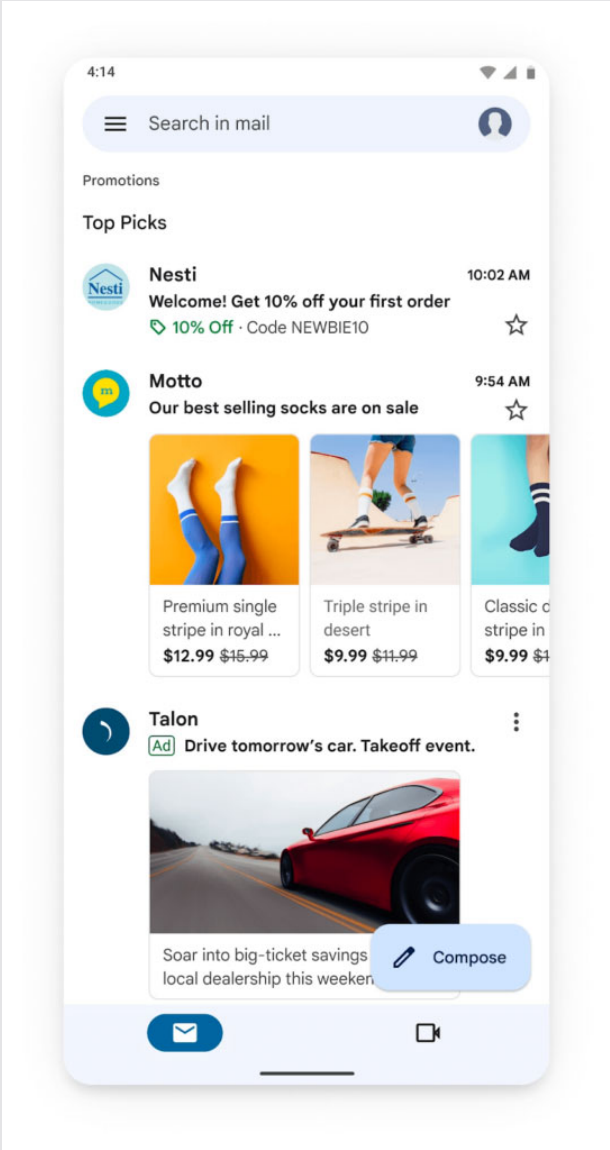 4:14
Search in mail
Promotions
Top Picks
Nesti
Nesti
10:02 AM
Welcome! Get 10% off your first order
10% Off · Code NEWBIE10
m
Motto
9:54 AM
Our best selling socks are on sale
Premium single
stripe in royal ...
$12.99 $15.99
Triple stripe in
desert
$9.99 $11.99
Classic
stripe in
$9.99
Talon
Ad Drive tomorrow's car. Takeoff event.
Soar into big-ticket savings
local dealership this
Compose